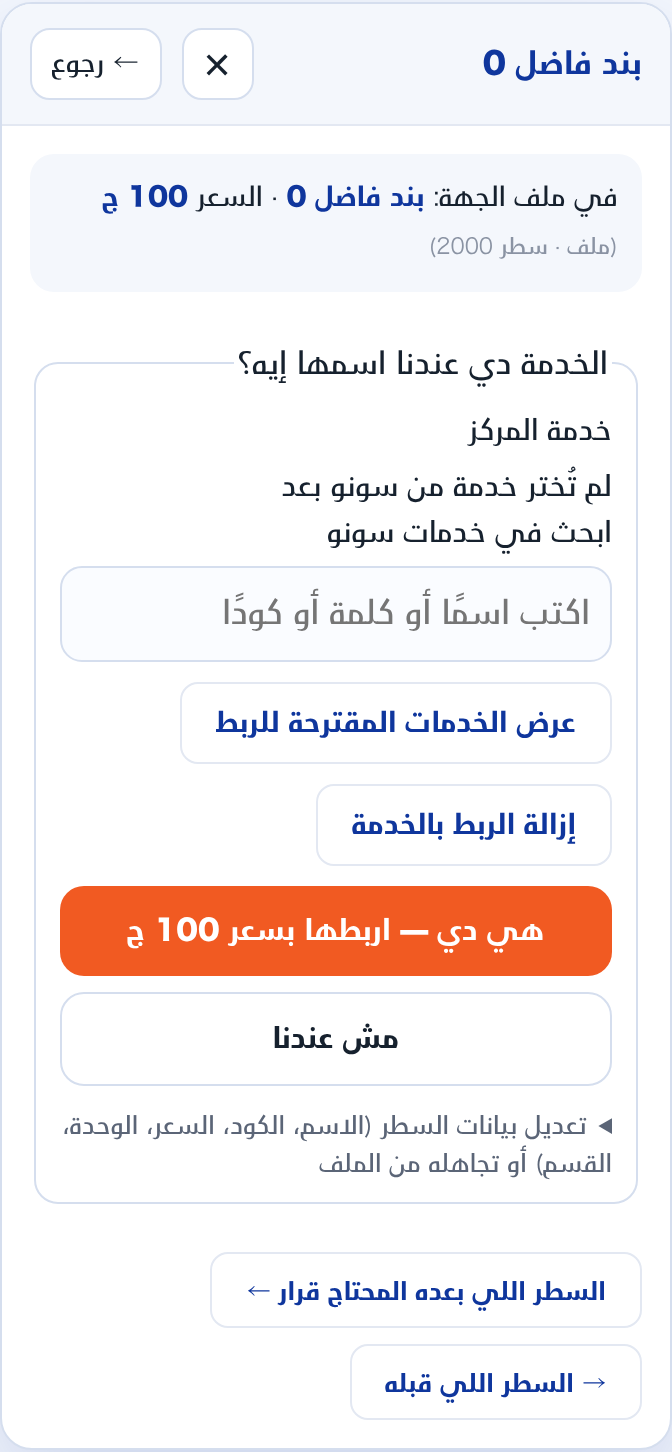 بند فاضل 0
×
← رجوع
في ملف الجهة: بند فاضل 0 · السعر 100 ج
(ملف · سطر 2000)
الخدمة دي عندنا اسمها إيه؟
خدمة المركز
لم تُختر خدمة من سونو بعد
ابحث في خدمات سونو
اكتب اسمًا أو كلمة أو كودًا
عرض الخدمات المقترحة للربط
إزالة الربط بالخدمة
هي دي — اربطها بسعر 100 ج
مش عندنا
◀ تعديل بيانات السطر (الاسم، الكود، السعر، الوحدة،
القسم) أو تجاهله من الملف
السطر اللي بعده المحتاج قرار ←
→ السطر اللي قبله